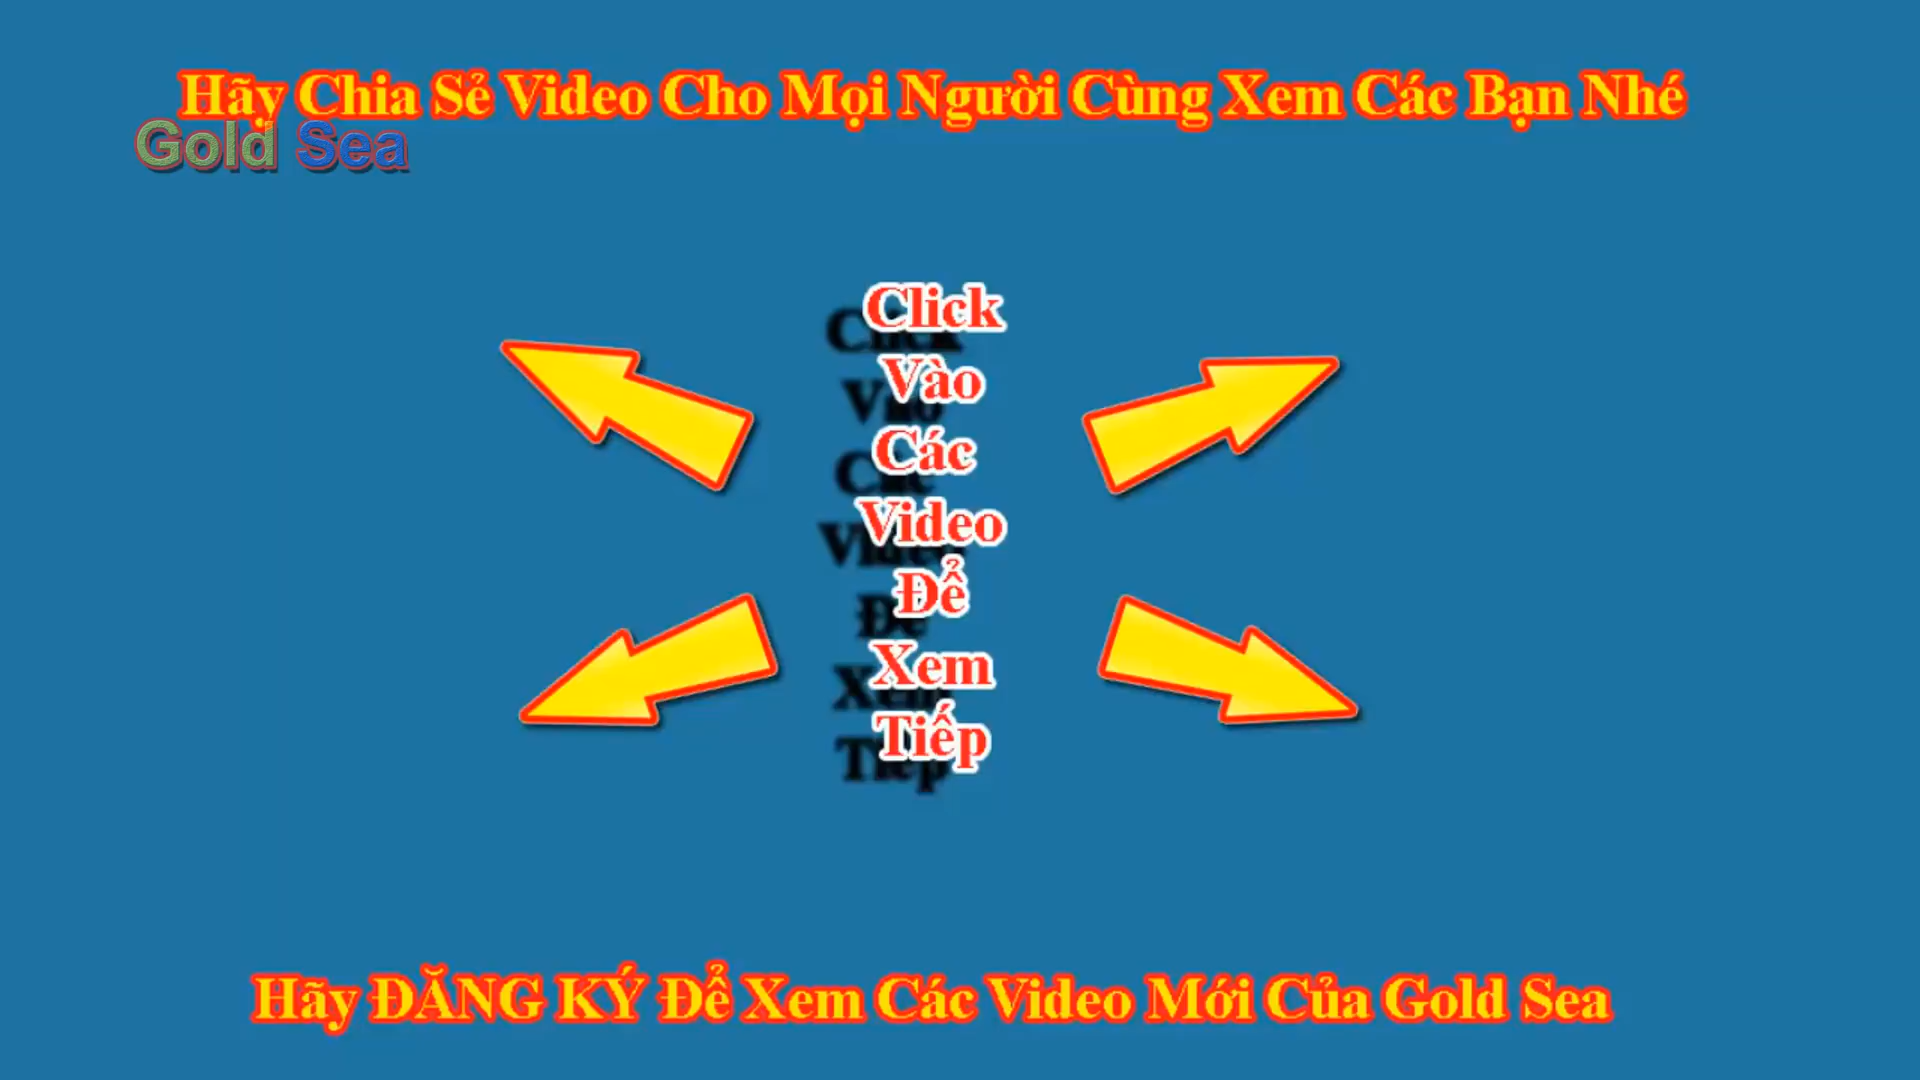 Hãy Chia Sẻ Video Cho Mọi Người Cùng Xem Các Bạn Nhé
Gold Sea
Click
Vào
Các
Video
Để
Xem
Tiếp
Hãy ĐĂNG KÝ Để Xem Các Video Mới Của Gold Sea